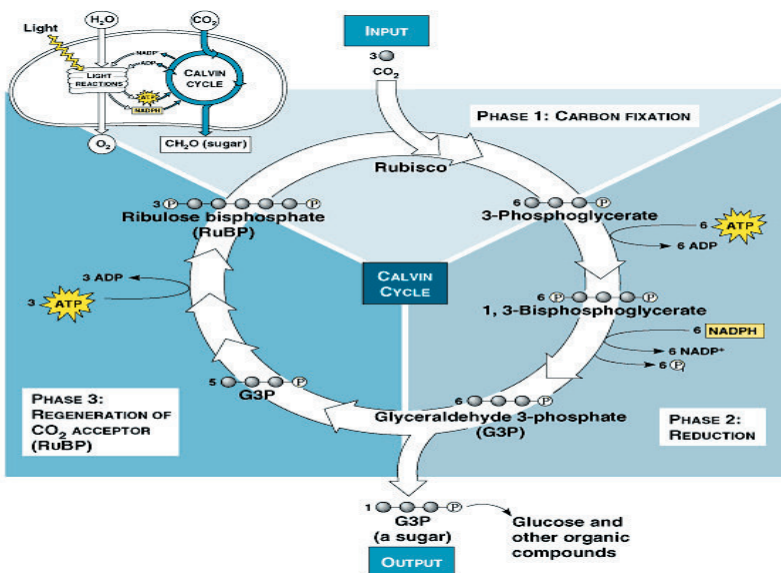 Light
H₂O
CO₂
NADP⁺
ADP
LIGHT
REACTIONS
CALVIN
CYCLE
ATP
NADPH
O₂
CH₂O (sugar)
INPUT
3
CO₂
PHASE 1: CARBON FIXATION
Rubisco
3 P P
Ribulose bisphosphate
(RuBP)
6 P
3-Phosphoglycerate
6 ATP
6 ADP
CALVIN
CYCLE
3 ADP
3 ATP
6 P P
1, 3-Bisphosphoglycerate
6 NADPH
6 NADP⁺
6 Pᵢ
5 P
G3P
6 P
Glyceraldehyde 3-phosphate
(G3P)
PHASE 3:
REGENERATION OF
CO₂ ACCEPTOR
(RuBP)
PHASE 2:
REDUCTION
1 P
G3P
(a sugar)
Glucose and
other organic
compounds
OUTPUT